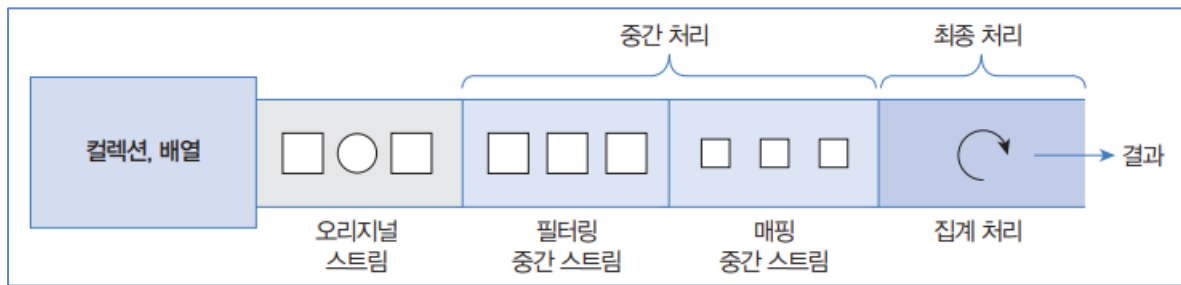 중간 처리
최종 처리
컬렉션, 배열
결과
오리지널
스트림
필터링
중간 스트림
매핑
중간 스트림
집계 처리